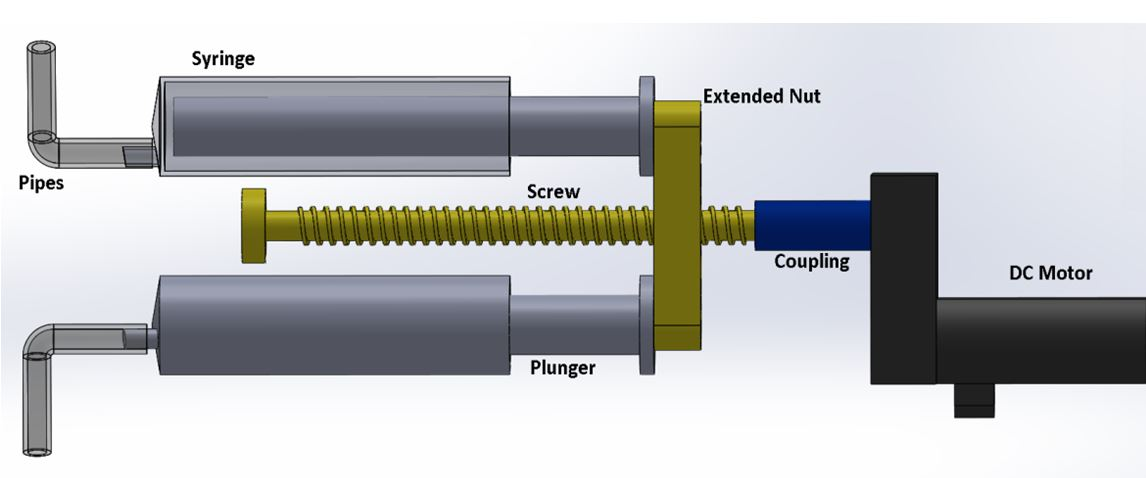 Syringe
Extended Nut
Pipes
Screw
Coupling
DC Motor
Plunger